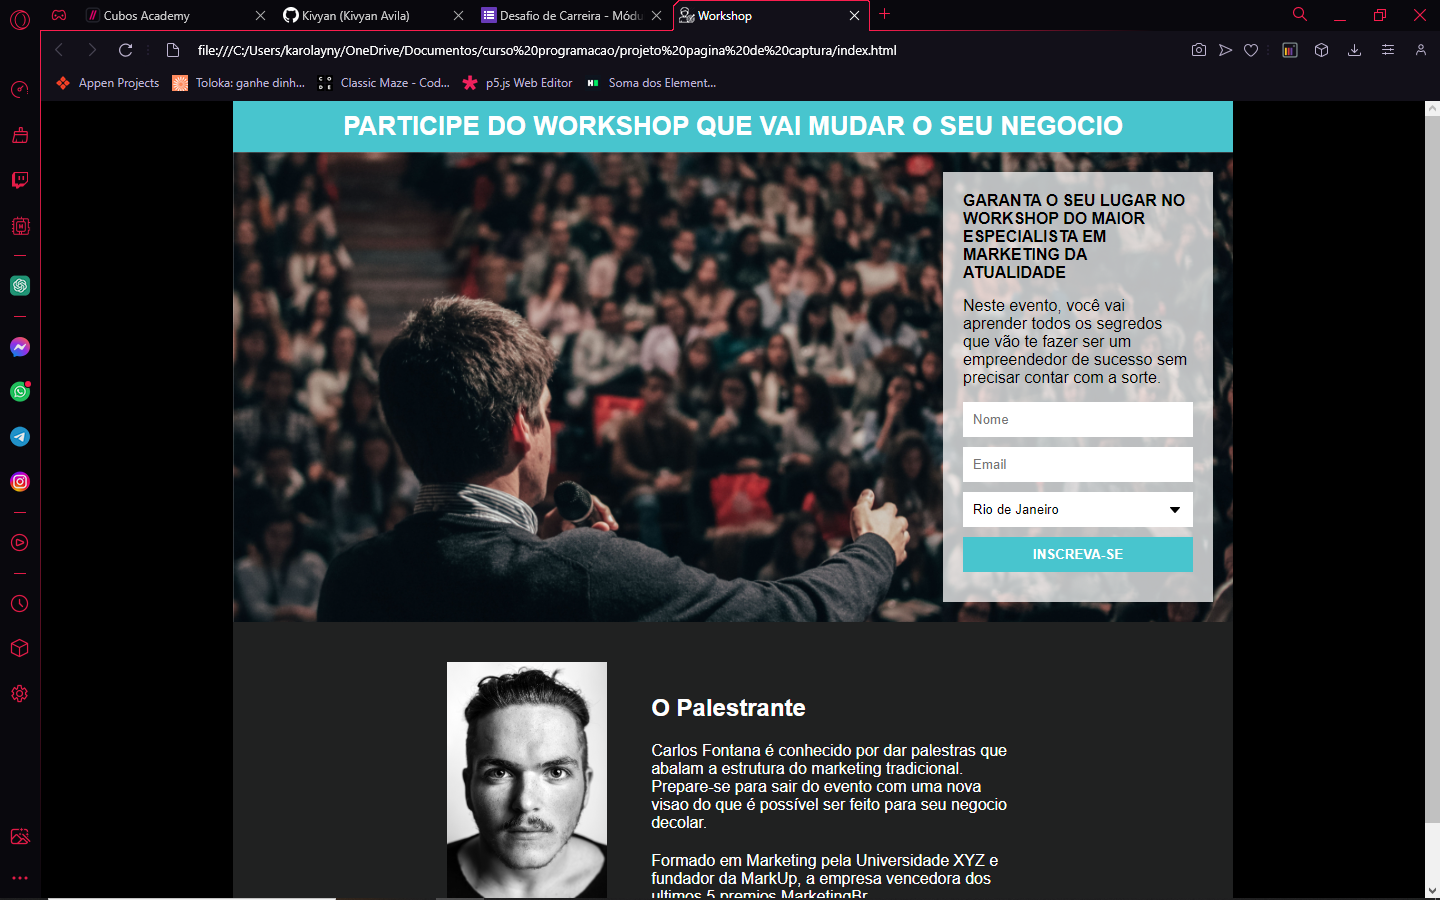 Cubos Academy
Kivyan (Kivyan Avila)
Desafio de Carreira - Módu
Workshop
file:///C:/Users/karolayny/OneDrive/Documentos/curso%20programacao/projeto%20pagina%20de%20captura/index.html
Appen Projects
Toloka: ganhe dinh...
CODE
Classic Maze - Cod...
p5.js Web Editor
Soma dos Element...
PARTICIPE DO WORKSHOP QUE VAI MUDAR O SEU NEGOCIO
GARANTA O SEU LUGAR NO
WORKSHOP DO MAIOR
ESPECIALISTA EM
MARKETING DA
ATUALIDADE
Neste evento, você vai
aprender todos os segredos
que vão te fazer ser um
empreendedor de sucesso sem
precisar contar com a sorte.
Nome
Email
Rio de Janeiro
INSCREVA-SE
O Palestrante
Carlos Fontana é conhecido por dar palestras que
abalam a estrutura do marketing tradicional.
Prepare-se para sair do evento com uma nova
visao do que é possível ser feito para seu negocio
decolar.
Formado em Marketing pela Universidade XYZ e
fundador da MarkUp, a empresa vencedora dos
ultimos 5 premios MarketingBr